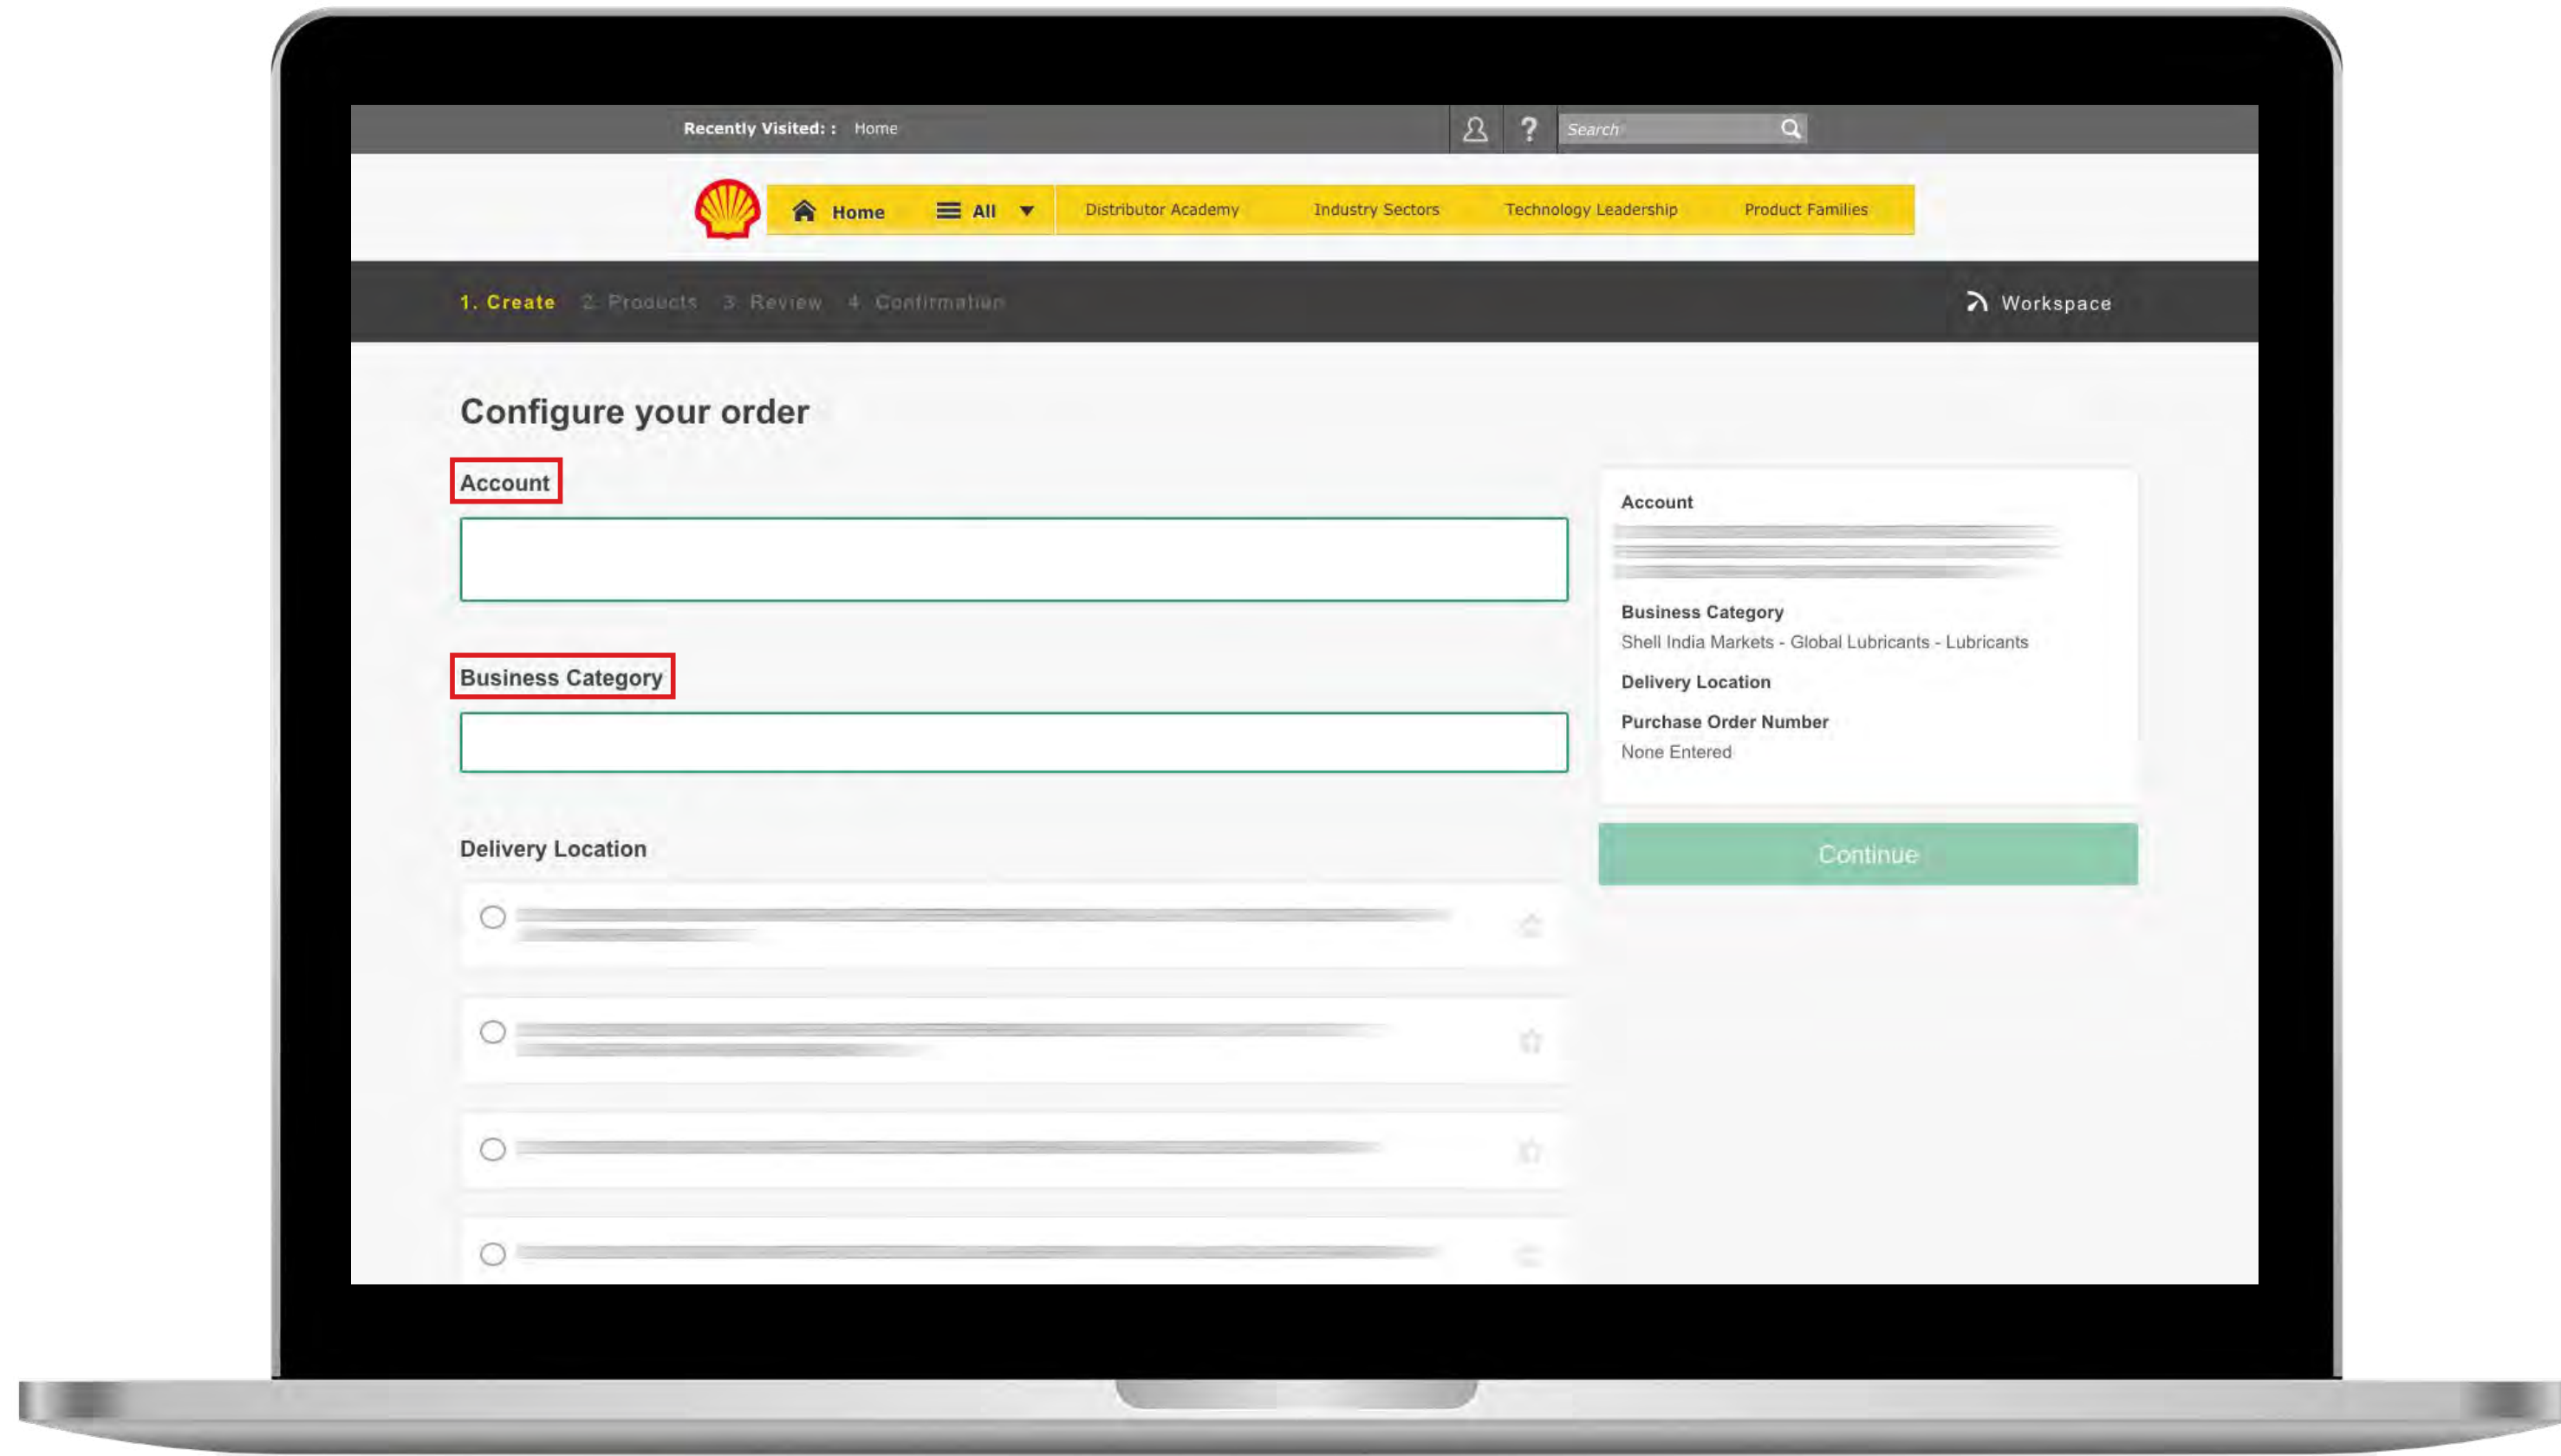 Recently Visited: : Home
? Search
Home All Distributor Academy Industry Sectors Technology Leadership Product Families
1. Create 2. Products 3. Review 4. Confirmation Workspace
Configure your order
Account
Business Category
Delivery Location
Account
Business Category
Shell India Markets - Global Lubricants - Lubricants
Delivery Location
Purchase Order Number
None Entered
Continue